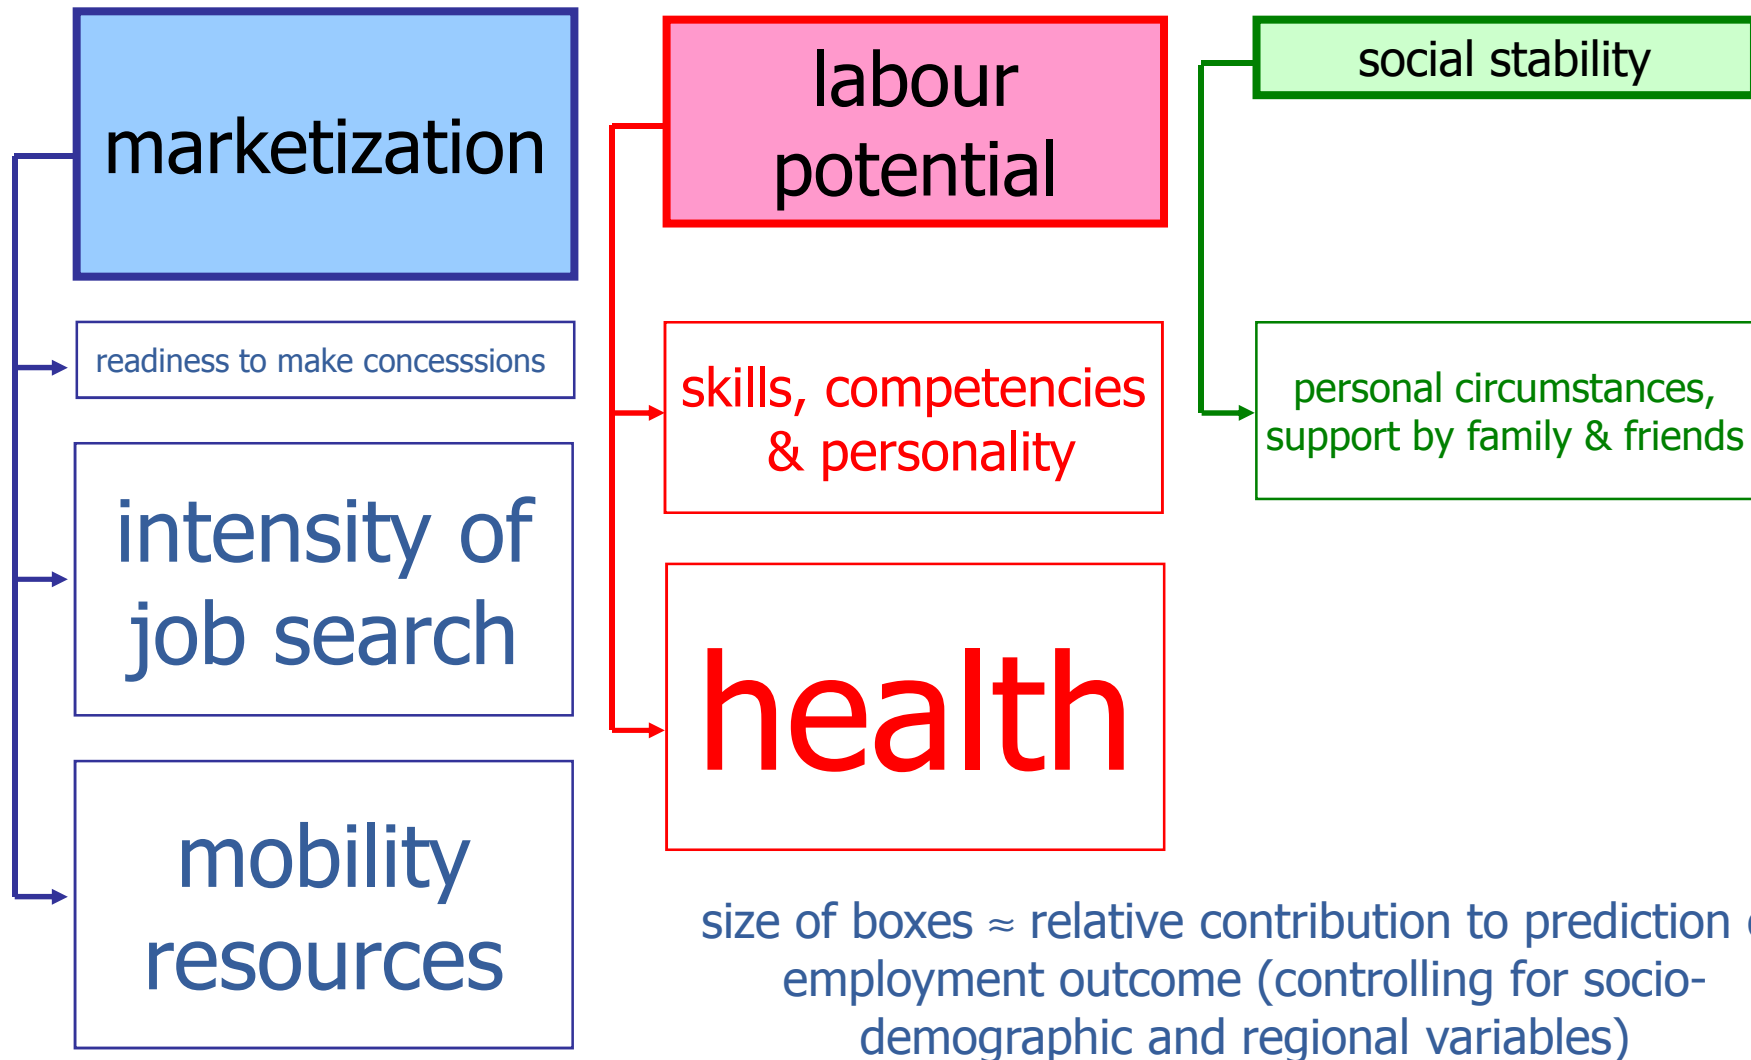 marketization
labour
potential
social stability
readiness to make concesssions
intensity of
job search
mobility
resources
skills, competencies
& personality
health
personal circumstances,
support by family & friends
size of boxes ≈ relative contribution to prediction
employment outcome (controlling for socio-
demographic and regional variables)